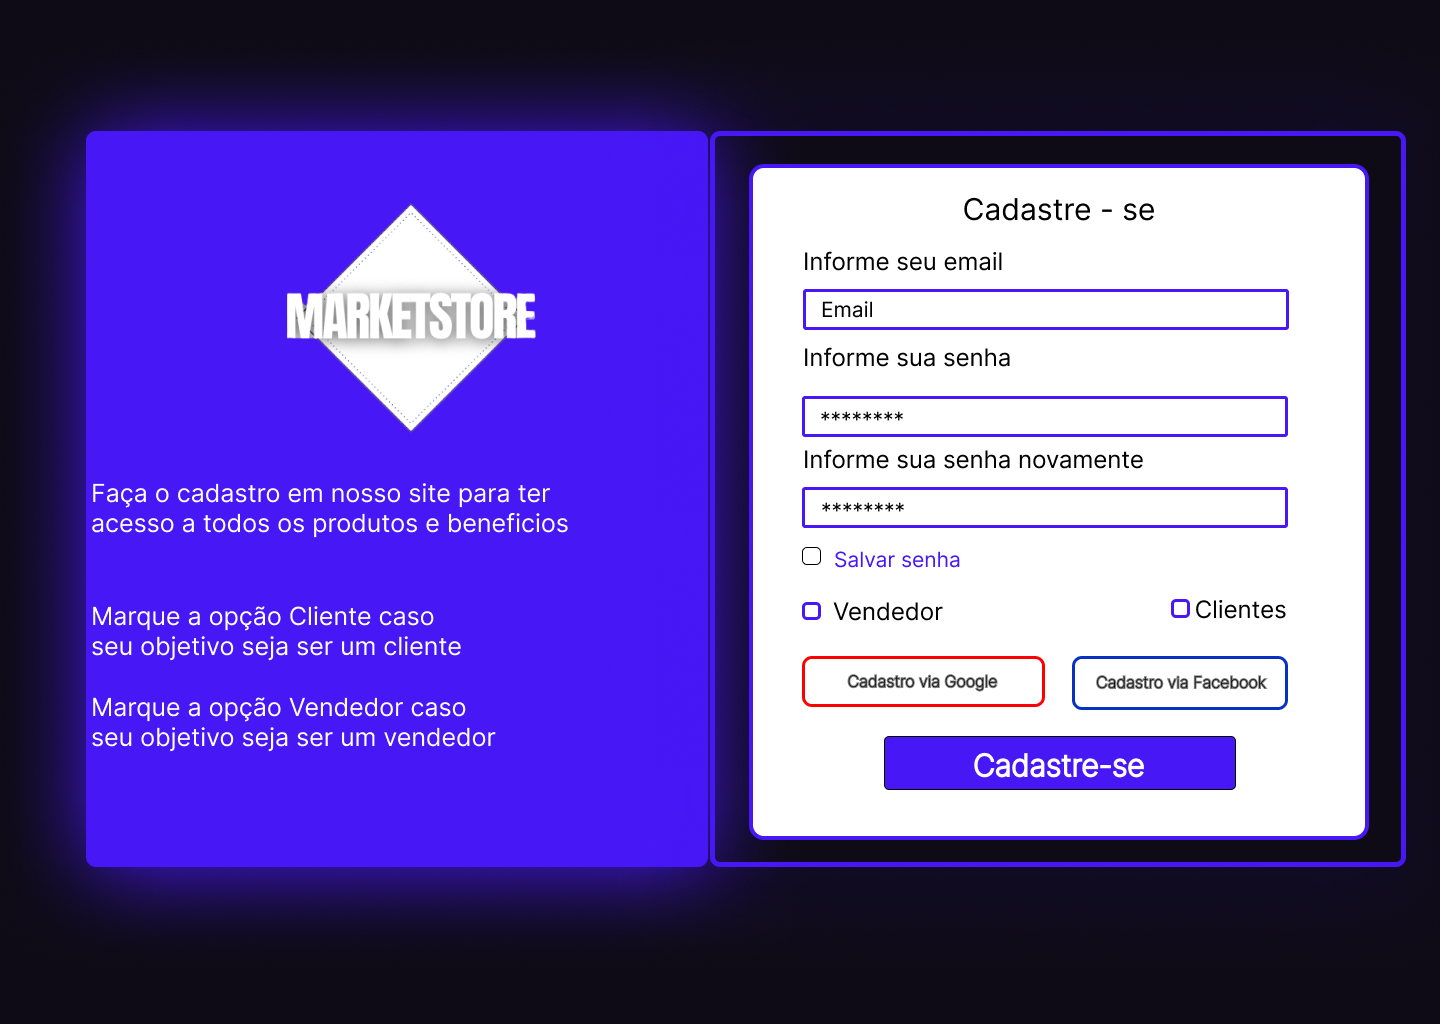 MARKETSTORE
Faça o cadastro em nosso site para ter
acesso a todos os produtos e beneficios
Marque a opção Cliente caso
seu objetivo seja ser um cliente
Marque a opção Vendedor caso
seu objetivo seja ser um vendedor
Cadastre - se
Informe seu email
Email
Informe sua senha
********
Informe sua senha novamente
********
Salvar senha
Vendedor
Clientes
Cadastro via Google
Cadastro via Facebook
Cadastre-se